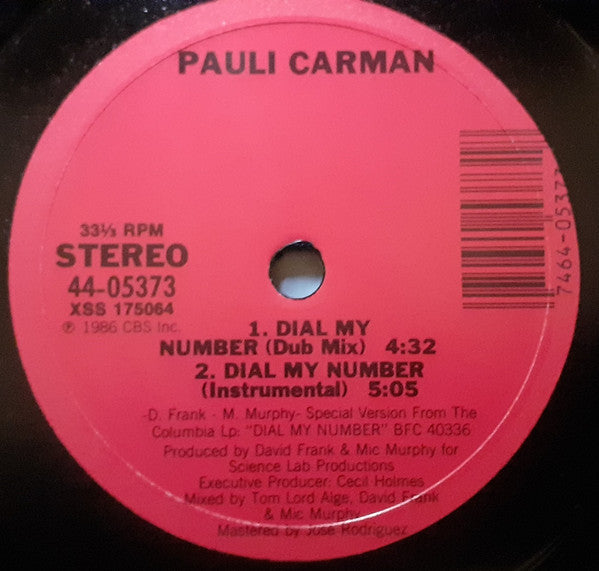 PAULI CARMAN
33⅓ RPM
STEREO
44-05373
XSS 175064
℗ 1986 CBS Inc.
7464-05373
1. DIAL MY
NUMBER (Dub Mix) 4:32
2. DIAL MY NUMBER
(Instrumental) 5:05
-D. Frank - M. Murphy- Special Version From The
Columbia Lp: "DIAL MY NUMBER" BFC 40336
Produced by David Frank & Mic Murphy for
Science Lab Productions
Executive Producer: Cecil Holmes
Mixed by Tom Lord Alge, David Frank
& Mic Murphy
Mastered by Jose Rodriguez